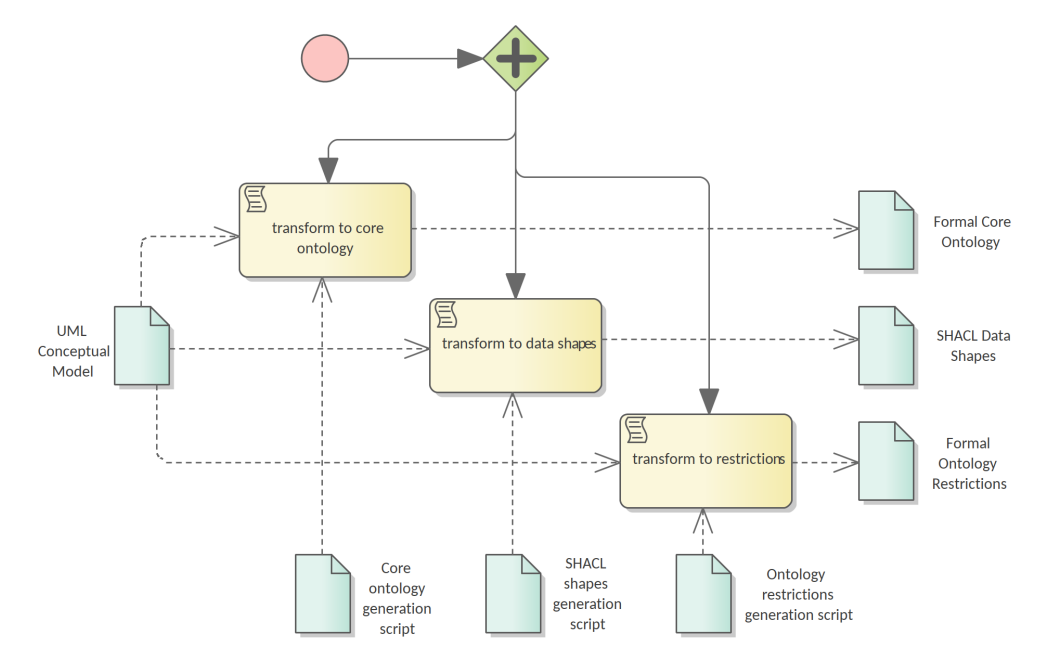 transform to core
ontology
Formal Core
Ontology
UML
Conceptual
Model
transform to data shapes
SHACL Data
Shapes
transform to restrictions
Formal
Ontology
Restrictions
Core
ontology
generation
script
SHACL
shapes
generation
script
Ontology
restrictions
generation script